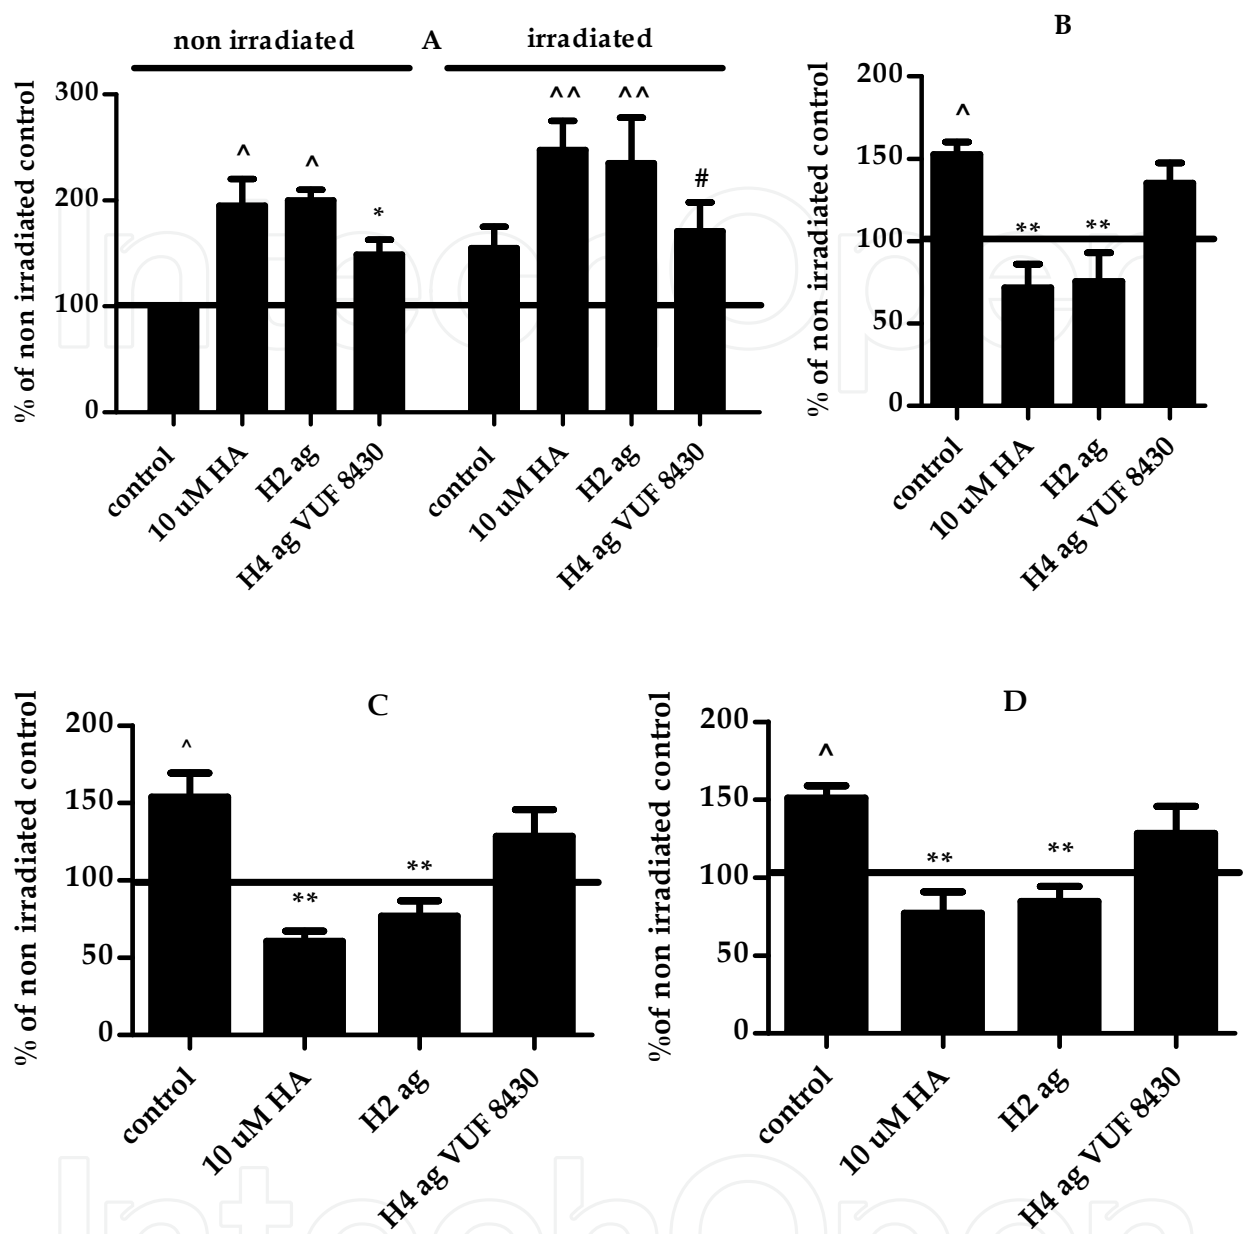 non irradiated
A
irradiated
% of non irradiated control
300
200
100
0
^
^
*
^^
^^
#
control
10 uM HA
H2 ag
H4 ag VUF 8430
control
10 uM HA
H2 ag
H4 ag VUF 8430
B
% of non irradiated control
200
150
100
50
0
^
**
**
control
10 uM HA
H2 ag
H4 ag VUF 8430
C
% of non irradiated control
200
150
100
50
0
^
**
**
control
10 uM HA
H2 ag
H4 ag VUF 8430
D
%of non irradiated control
200
150
100
50
0
^
**
**
control
10 uM HA
H2 ag
H4 ag VUF 8430
IntechOpen
IntechOpen